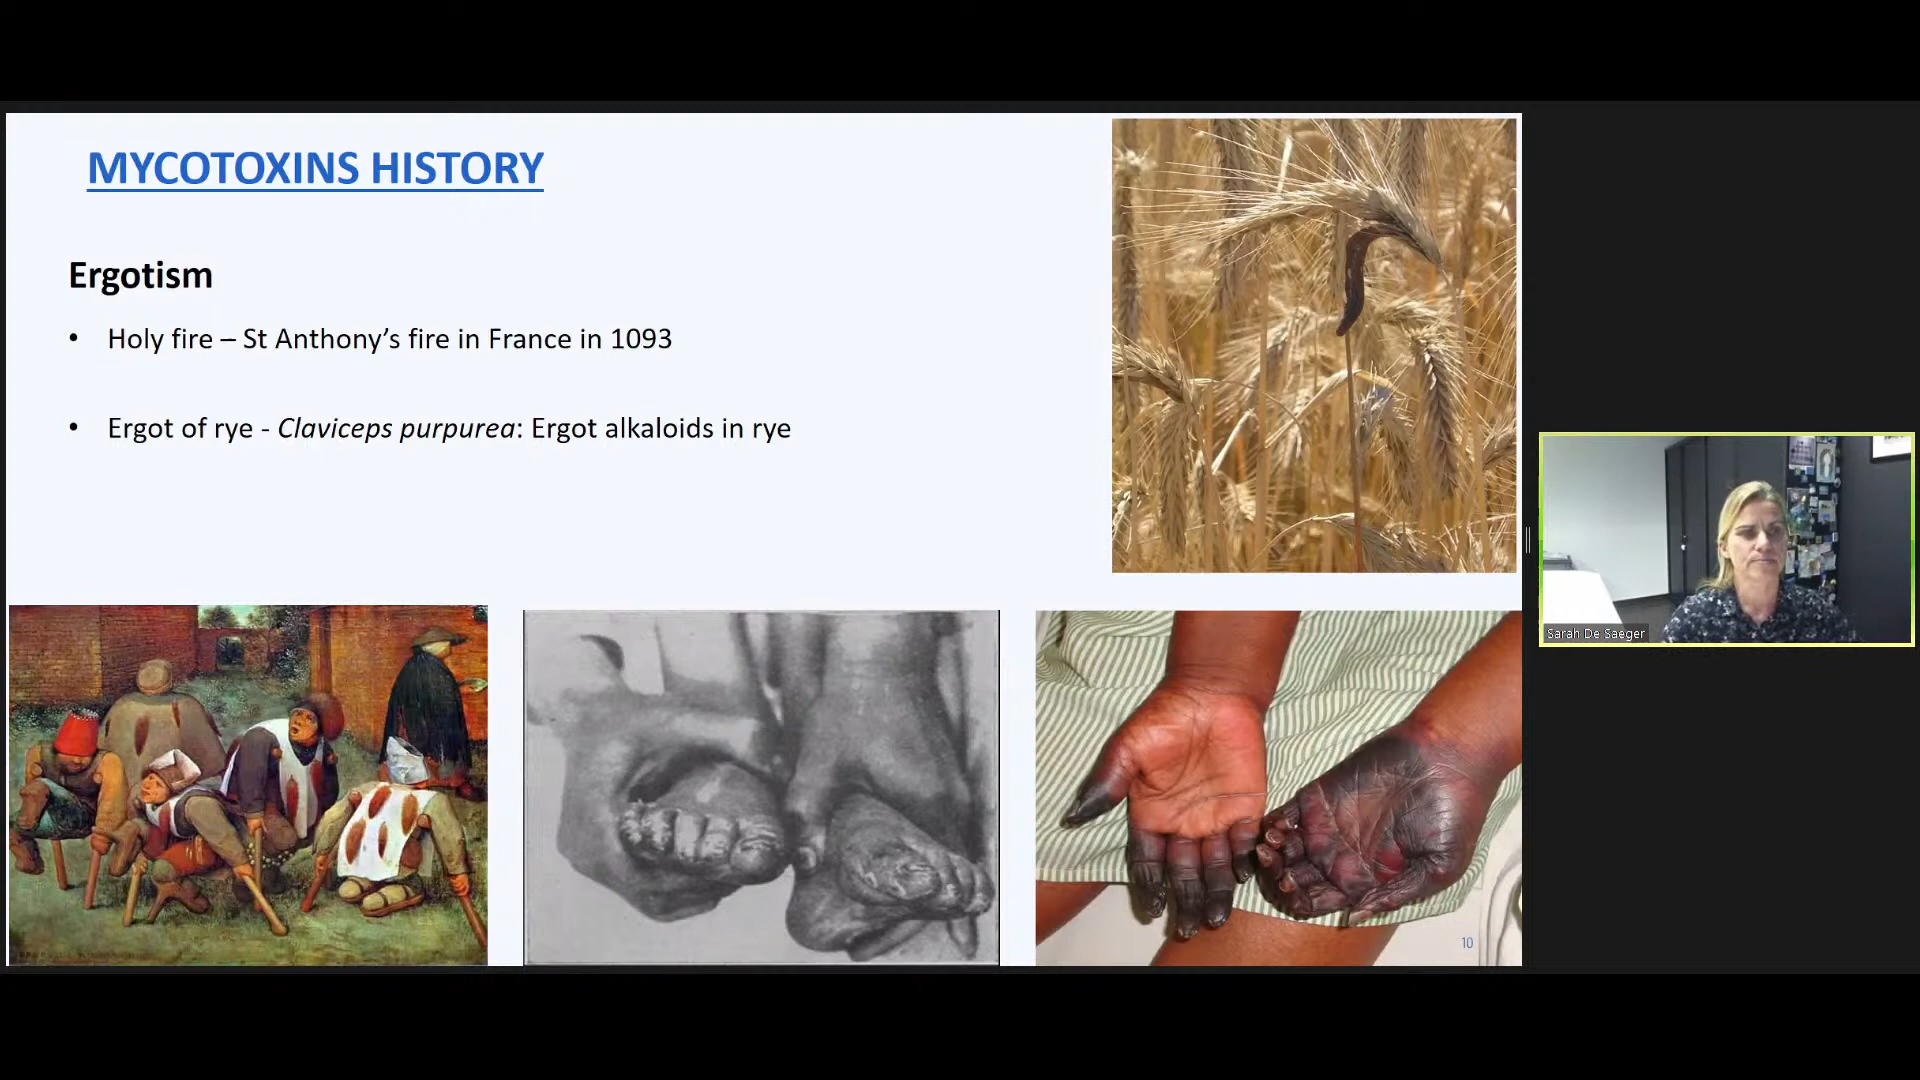 MYCOTOXINS HISTORY
Ergotism
• Holy fire – St Anthony’s fire in France in 1093
• Ergot of rye - Claviceps purpurea: Ergot alkaloids in rye
Sarah De Saeger
10